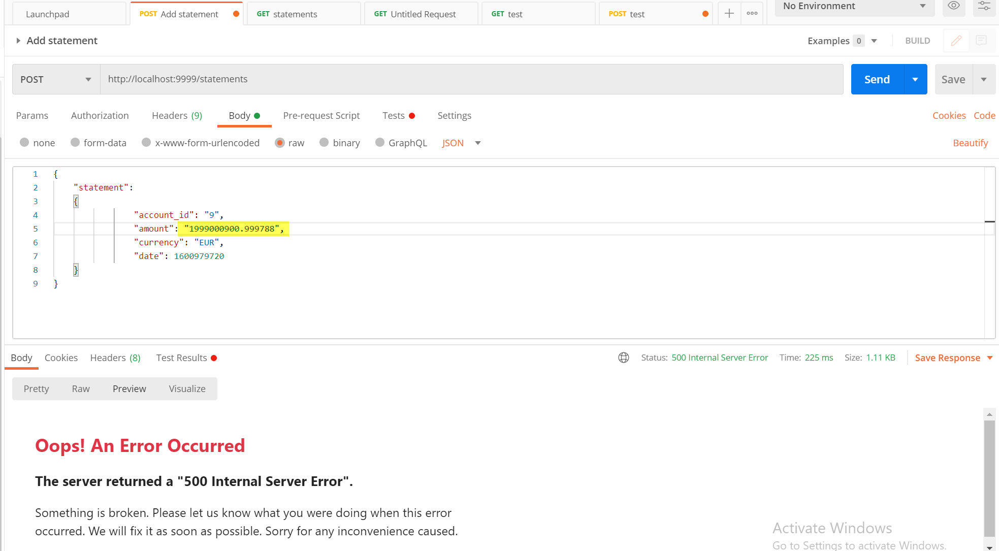 Launchpad
POST Add statement
GET statements
GET Untitled Request
GET test
POST test
No Environment
Add statement
Examples 0
BUILD
POST
http://localhost:9999/statements
Send
Save
Params
Authorization
Headers (9)
Body
Pre-request Script
Tests
Settings
Cookies
Code
none
form-data
x-www-form-urlencoded
raw
binary
GraphQL
JSON
Beautify
1 {
2 "statement":
3 {
4 "account_id": "9",
5 "amount": "1999000900.999788",
6 "currency": "EUR",
7 "date": 1600979720
8 }
9 }
Body
Cookies
Headers (8)
Test Results
Status: 500 Internal Server Error
Time: 225 ms
Size: 1.11 KB
Save Response
Pretty
Raw
Preview
Visualize
Oops! An Error Occurred
The server returned a "500 Internal Server Error".
Something is broken. Please let us know what you were doing when this error
occurred. We will fix it as soon as possible. Sorry for any inconvenience caused.
Activate Windows
Go to Settings to activate Windows.